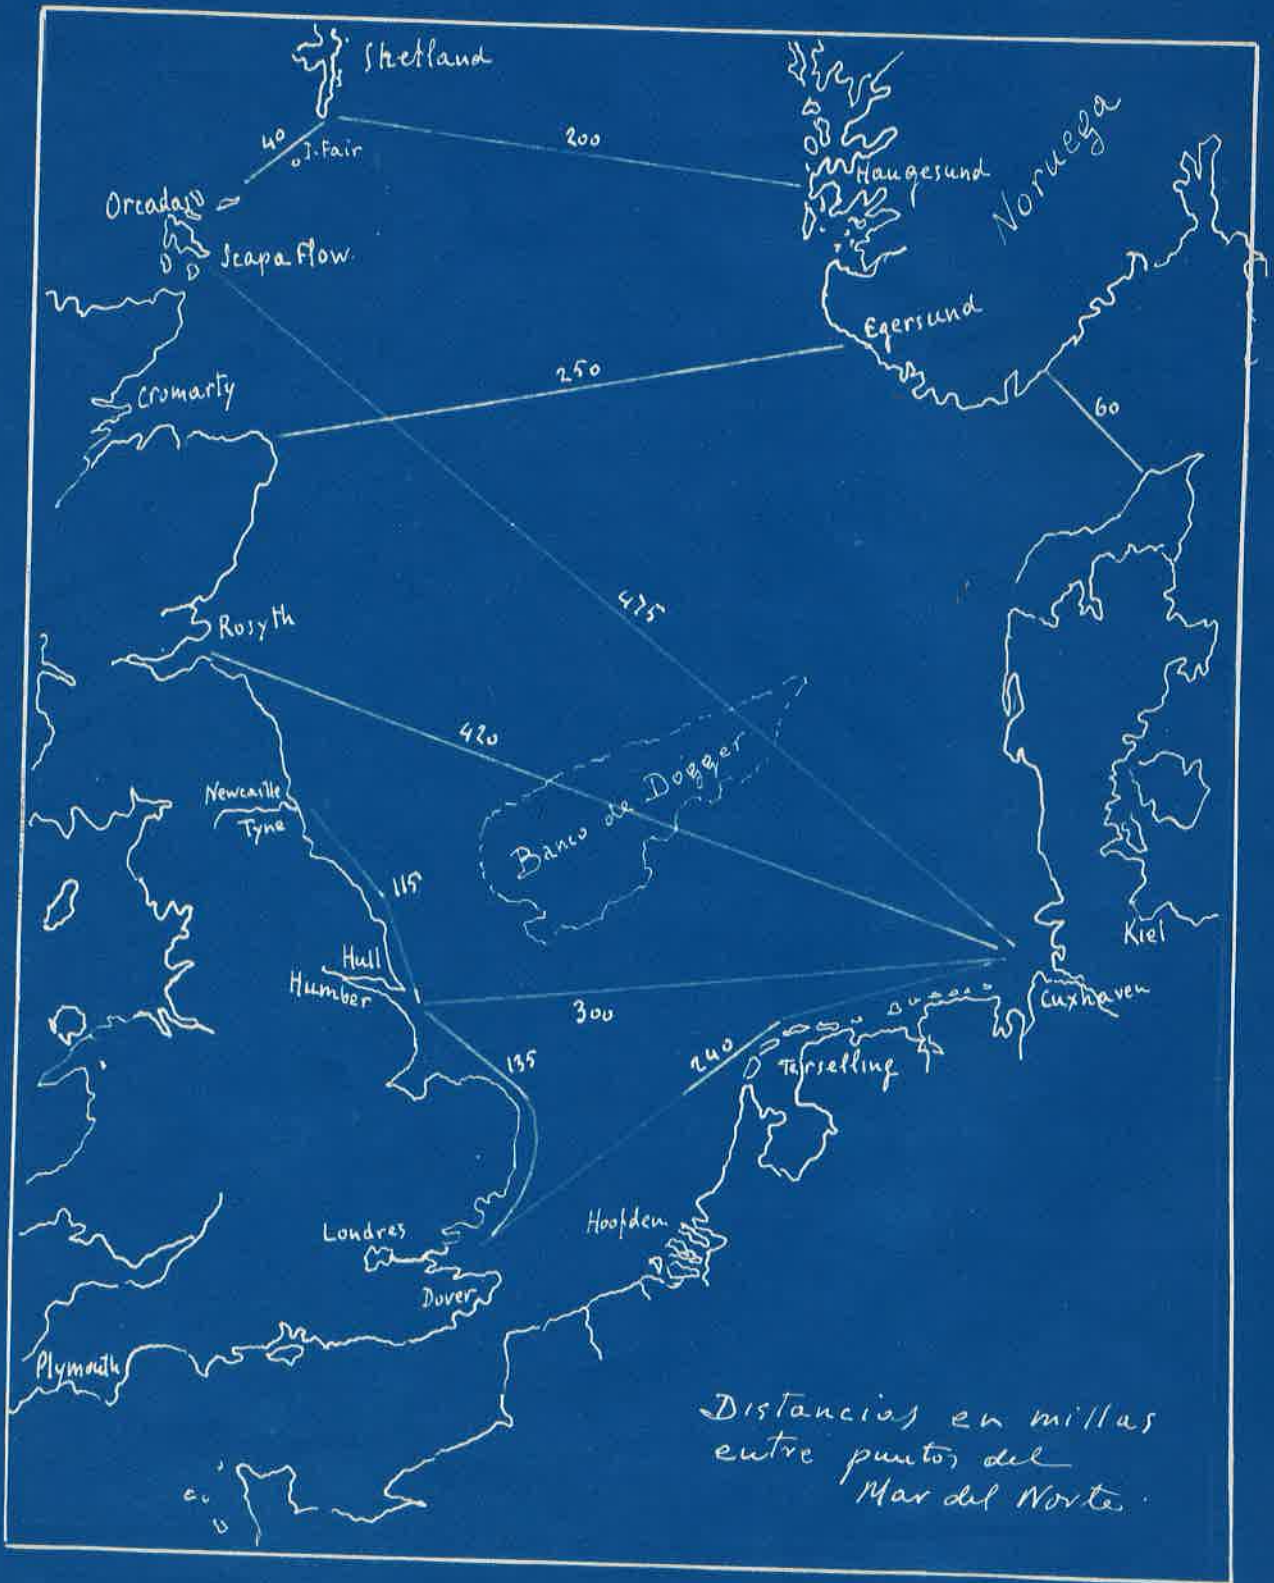 Shetland
40
I. Fair
200
Haugesund
Noruega
Orcadas
Scapa Flow.
Egersund
250
Cromarty
60
475
Rosyth
420
Banco de Dogger
Newcastle
Tyne
115
Kiel
Hull
Humber
300
Cuxhaven
135
240
Terselling
Londres
Hoofden
Dover
Plymouth
Distancias en millas
entre puntos del
Mar del Norte.